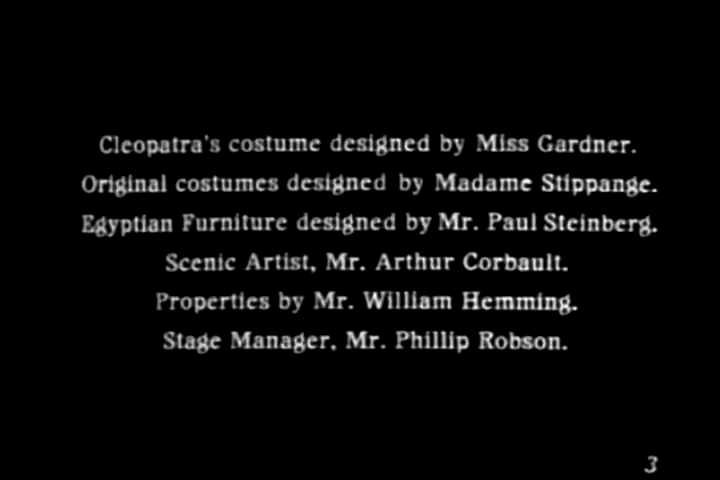 Cleopatra's costume designed by Miss Gardner.
Original costumes designed by Madame Stippange.
Egyptian Furniture designed by Mr. Paul Steinberg.
Scenic Artist, Mr. Arthur Corbault.
Properties by Mr. William Hemming.
Stage Manager, Mr. Phillip Robson.
3